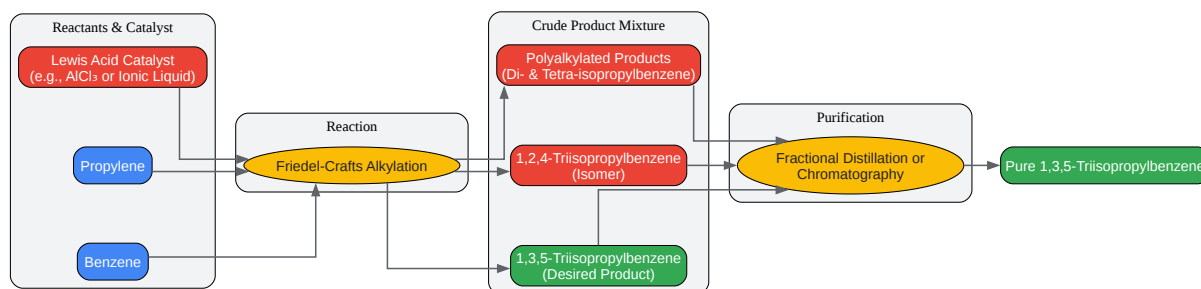 Reactants & Catalyst
Lewis Acid Catalyst
(e.g., AlCl₃ or Ionic Liquid)
Propylene
Benzene
Reaction
Friedel-Crafts Alkylation
Crude Product Mixture
Polyalkylated Products
(Di- & Tetra-isopropylbenzene)
1,2,4-Triisopropylbenzene
(Isomer)
1,3,5-Triisopropylbenzene
(Desired Product)
Purification
Fractional Distillation or
Chromatography
Pure 1,3,5-Triisopropylbenzene